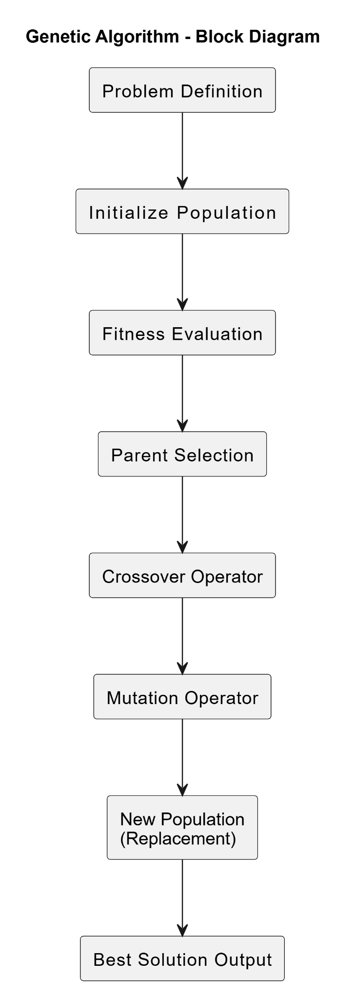 Genetic Algorithm - Block Diagram
Problem Definition
Initialize Population
Fitness Evaluation
Parent Selection
Crossover Operator
Mutation Operator
New Population
(Replacement)
Best Solution Output